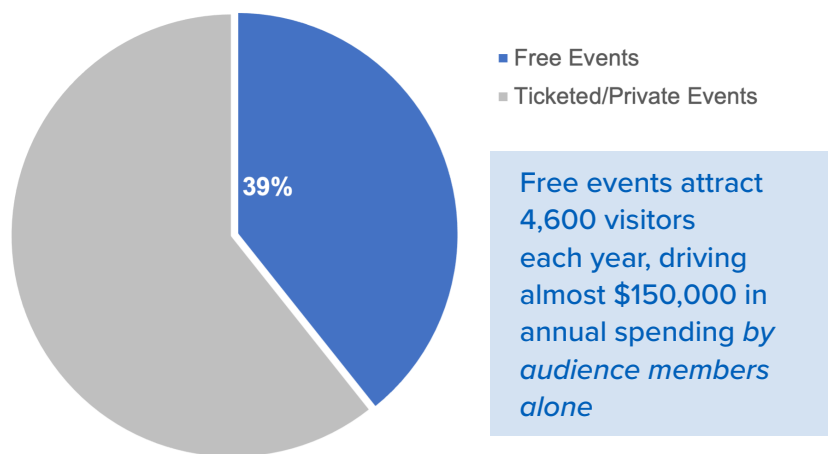 Free Events
Ticketed/Private Events
39%
Free events attract
4,600 visitors
each year, driving
almost $150,000 in
annual spending by
audience members
alone